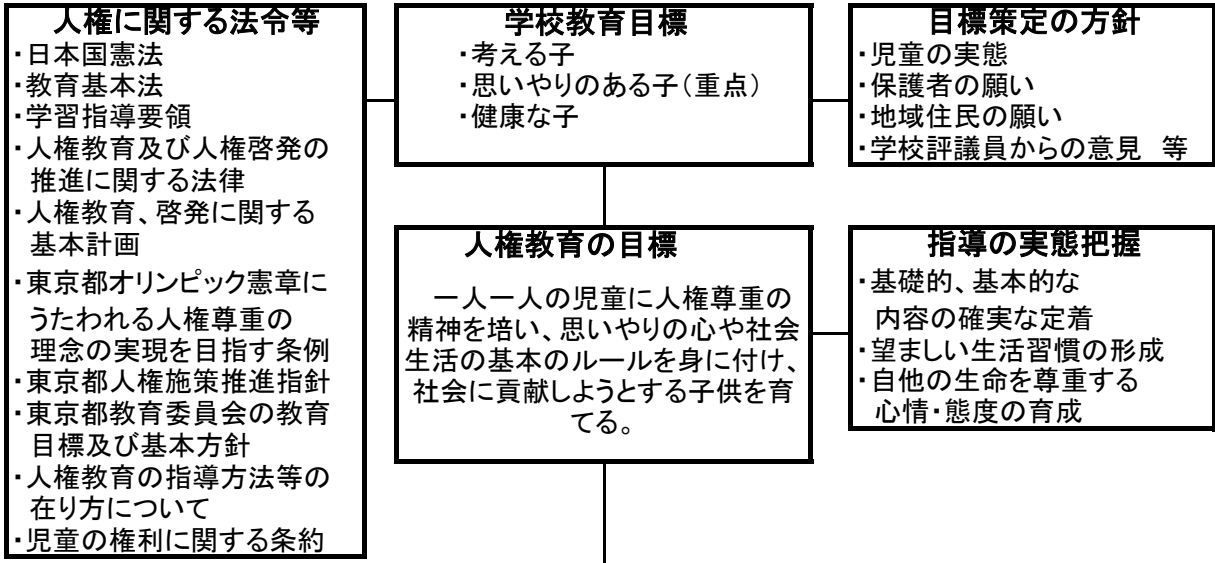 人権に関する法令等
・日本国憲法
・教育基本法
・学習指導要領
・人権教育及び人権啓発の
推進に関する法律
・人権教育、啓発に関する
基本計画
・東京都オリンピック憲章に
うたわれる人権尊重の
理念の実現を目指す条例
・東京都人権施策推進指針
・東京都教育委員会の教育
目標及び基本方針
・人権教育の指導方法等の
在り方について
・児童の権利に関する条約
学校教育目標
・考える子
・思いやりのある子(重点)
・健康な子
目標策定の方針
・児童の実態
・保護者の願い
・地域住民の願い
・学校評議員からの意見 等
人権教育の目標
一人一人の児童に人権尊重の
精神を培い、思いやりの心や社会
生活の基本のルールを身に付け、
社会に貢献しようとする子供を育
てる。
指導の実態把握
・基礎的、基本的な
内容の確実な定着
・望ましい生活習慣の形成
・自他の生命を尊重する
心情・態度の育成